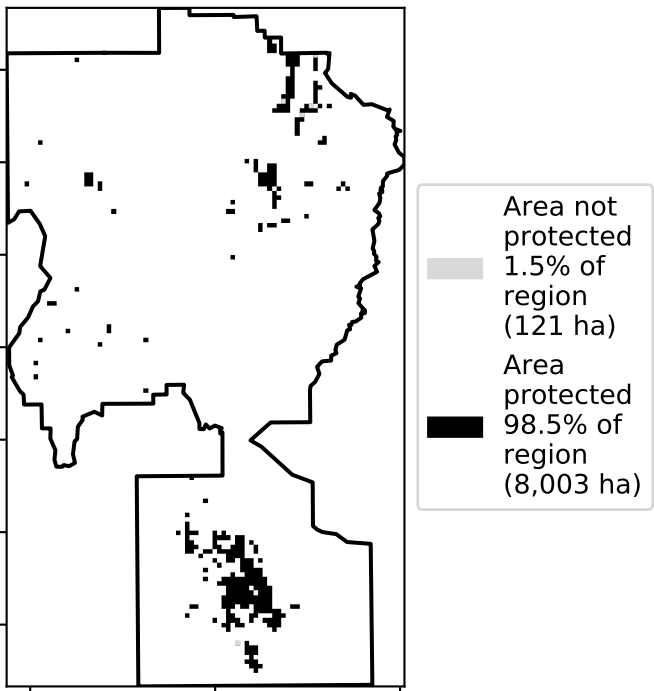 Area not
protected
1.5% of
region
(121 ha)
Area
protected
98.5% of
region
(8,003 ha)